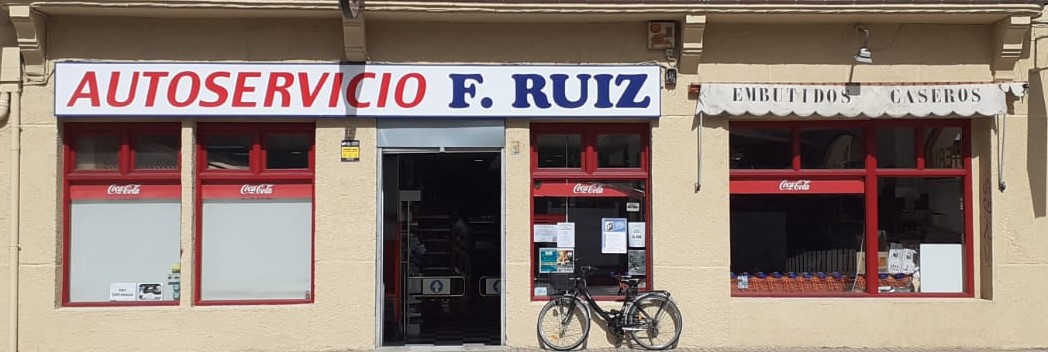 AUTOSERVICIO F. RUIZ
EMBUTIDOS CASEROS
Coca-Cola
Coca-Cola
Coca-Cola
Coca-Cola